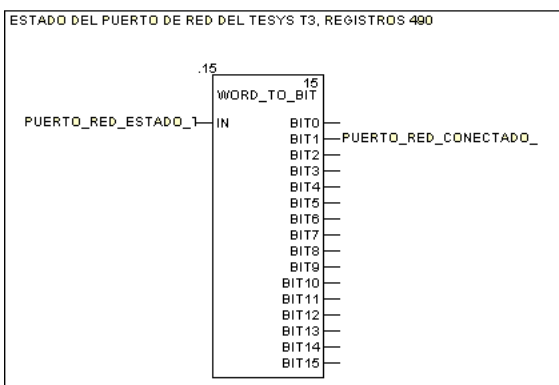 ESTADO DEL PUERTO DE RED DEL TESYS T3, REGISTROS 490
.15
15
WORD_TO_BIT
PUERTO_RED_ESTADO_T IN BIT0
BIT1 PUERTO_RED_CONECTADO_
BIT2
BIT3
BIT4
BIT5
BIT6
BIT7
BIT8
BIT9
BIT10
BIT11
BIT12
BIT13
BIT14
BIT15